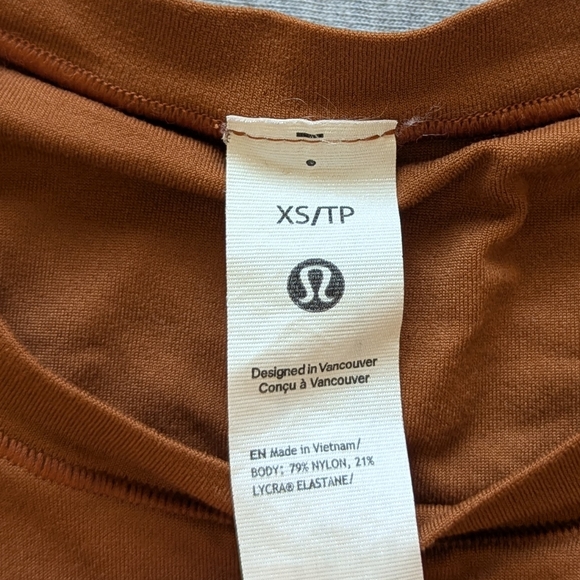 XS/TP
Designed in Vancouver
Conçu à Vancouver
EN Made in Vietnam/
BODY; 79% NYLON, 21%
LYCRA® ELASTANE/